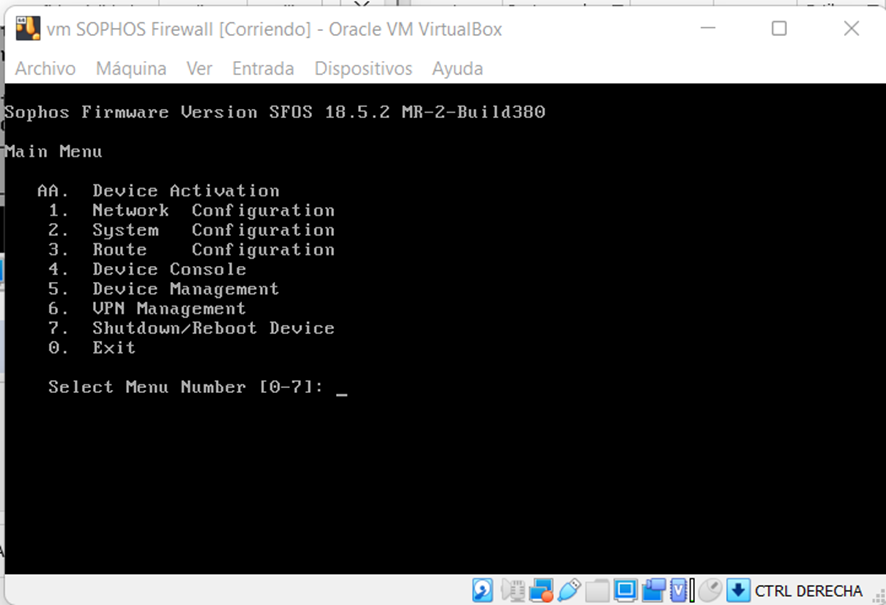 vm SOPHOS Firewall [Corriendo] - Oracle VM VirtualBox
Archivo Máquina Ver Entrada Dispositivos Ayuda
Sophos Firmware Version SFOS 18.5.2 MR-2-Build380
Main Menu
AA. Device Activation
1. Network Configuration
2. System Configuration
3. Route Configuration
4. Device Console
5. Device Management
6. VPN Management
7. Shutdown/Reboot Device
0. Exit
Select Menu Number [0-7]: _
CTRL DERECHA